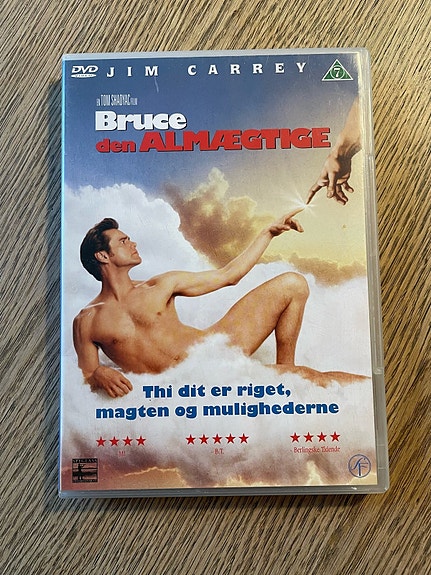 DVD
JIM CARREY
7
EN TOM SHADYAC FILM
Bruce
den ALMÆGTIGE
Thi dit er riget,
magten og mulighederne
★★★★ ★★★★★ ★★★★
B.T. Berlingske Tidende
SF